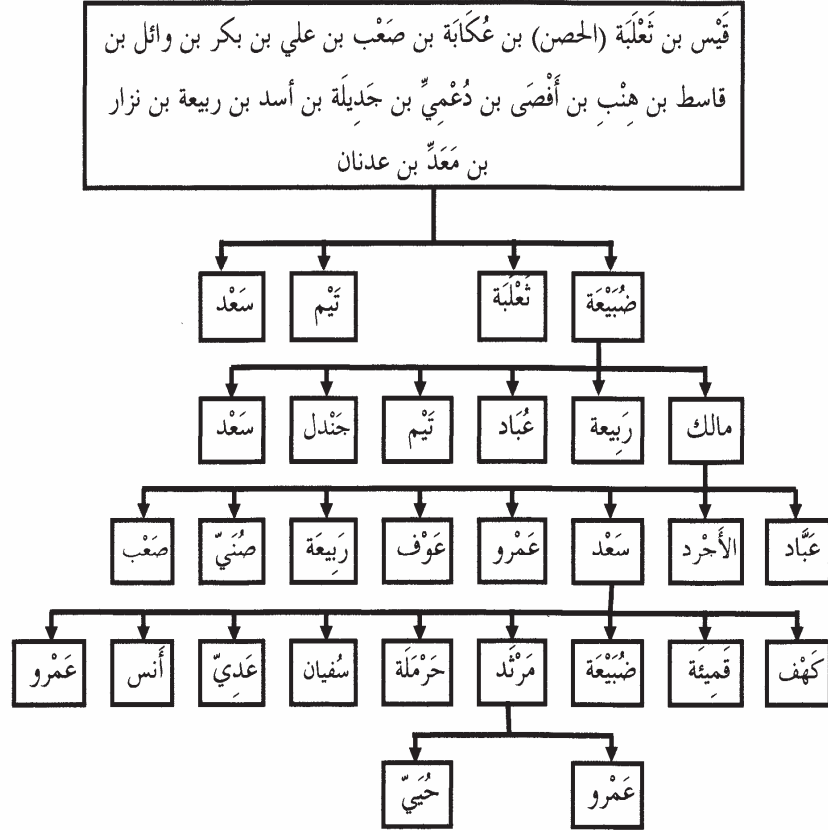 قَيْس بن ثَعْلَبَة (الحصن) بن عُكَابَة بن صَعْب بن علي بن بكر بن وائل بن
قاسط بن هِنْبِ بن أَفْصَى بن دُعْمِيِّ بن جَدِيلَة بن أسد بن ربيعة بن نزار
بن مَعَدِّ بن عدنان
ضُبَيْعَة ثَعْلَبَة تَيْم سَعْد
مالك رَبِيعة عُبَاد تَيْم جَنْدل سَعْد
عَبَّاد الأَحْرد سَعْد عَمْرو عَوْف رَبِيعَة صُنَيّ صَعْب
كَهْف قَمِيئَة ضُبَيْعَة مَرْثَد حَرْمَلَة سُفيان عَدِيّ أَنس عَمْرو
عَمْرو حُيَيّ